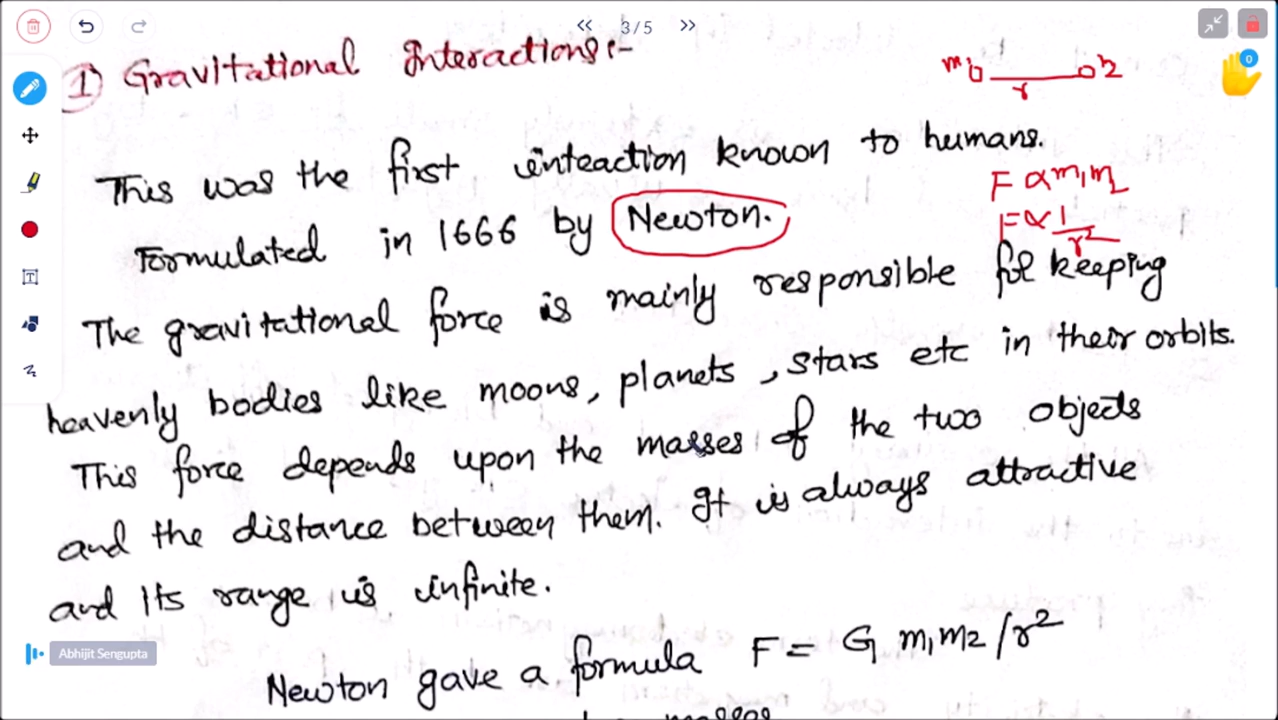 3/5
① Gravitational Interactions:-
m1 m2
r
This was the first inteaction known to humans.
F α m1 m2
Formulated in 1666 by Newton.
F α 1/r²
The gravitational force is mainly responsible for keeping
heavenly bodies like moons, planets, stars etc in their orbits.
This force depends upon the masses of the two objects
and the distance between them. It is always attractive
and its range is infinite.
Abhijit Sengupta
Newton gave a formula F = G m1m2/r²
masses